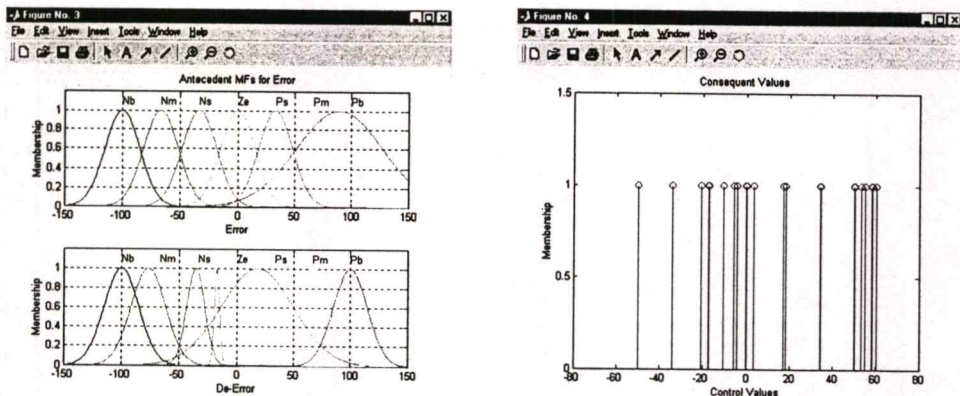 Figure No. 3
File Edit View Insert Tools Window Help
Antecedent MFs for Error
Nb Nm Ns Ze Ps Pm Pb
1
0.8
0.6
0.4
0.2
0
Membership
-150 -100 -50 0 50 100 150
Error
Nb Nm Ns Ze Ps Pm Pb
1
0.8
0.6
0.4
0.2
0
Membership
-150 -100 -50 0 50 100 150
De-Error
Figure No. 4
File Edit View Insert Tools Window Help
Consequent Values
1.5
1
0.5
0
Membership
-80 -60 -40 -20 0 20 40 60 80
Control Values